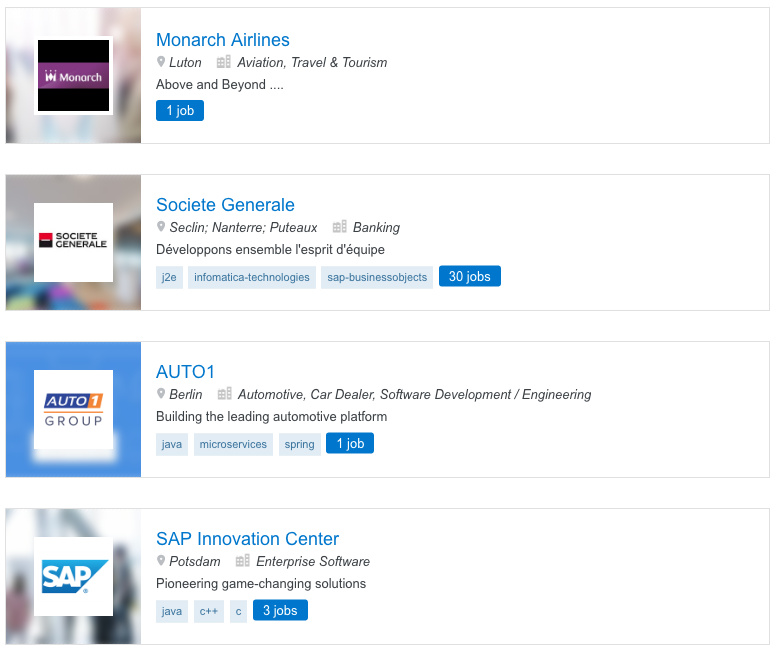 Monarch
Monarch Airlines
Luton Aviation, Travel & Tourism
Above and Beyond ....
1 job
SOCIETE
GENERALE
Societe Generale
Seclin; Nanterre; Puteaux Banking
Développons ensemble l'esprit d'équipe
j2e infomatica-technologies sap-businessobjects 30 jobs
AUTO1
GROUP
AUTO1
Berlin Automotive, Car Dealer, Software Development / Engineering
Building the leading automotive platform
java microservices spring 1 job
SAP
SAP Innovation Center
Potsdam Enterprise Software
Pioneering game-changing solutions
java c++ c 3 jobs